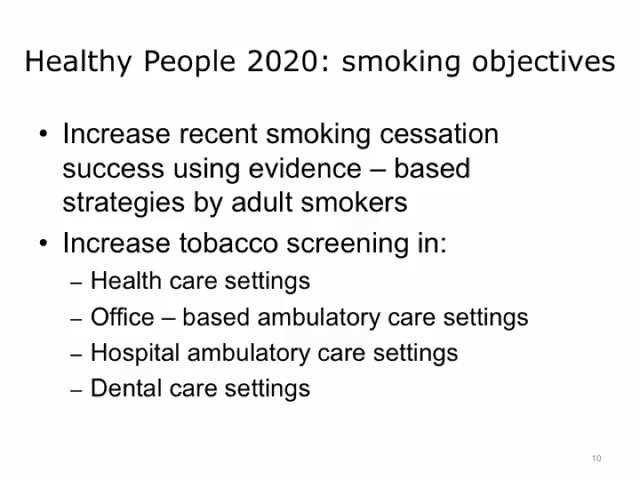 Healthy People 2020: smoking objectives
• Increase recent smoking cessation
success using evidence – based
strategies by adult smokers
• Increase tobacco screening in:
– Health care settings
– Office – based ambulatory care settings
– Hospital ambulatory care settings
– Dental care settings
10